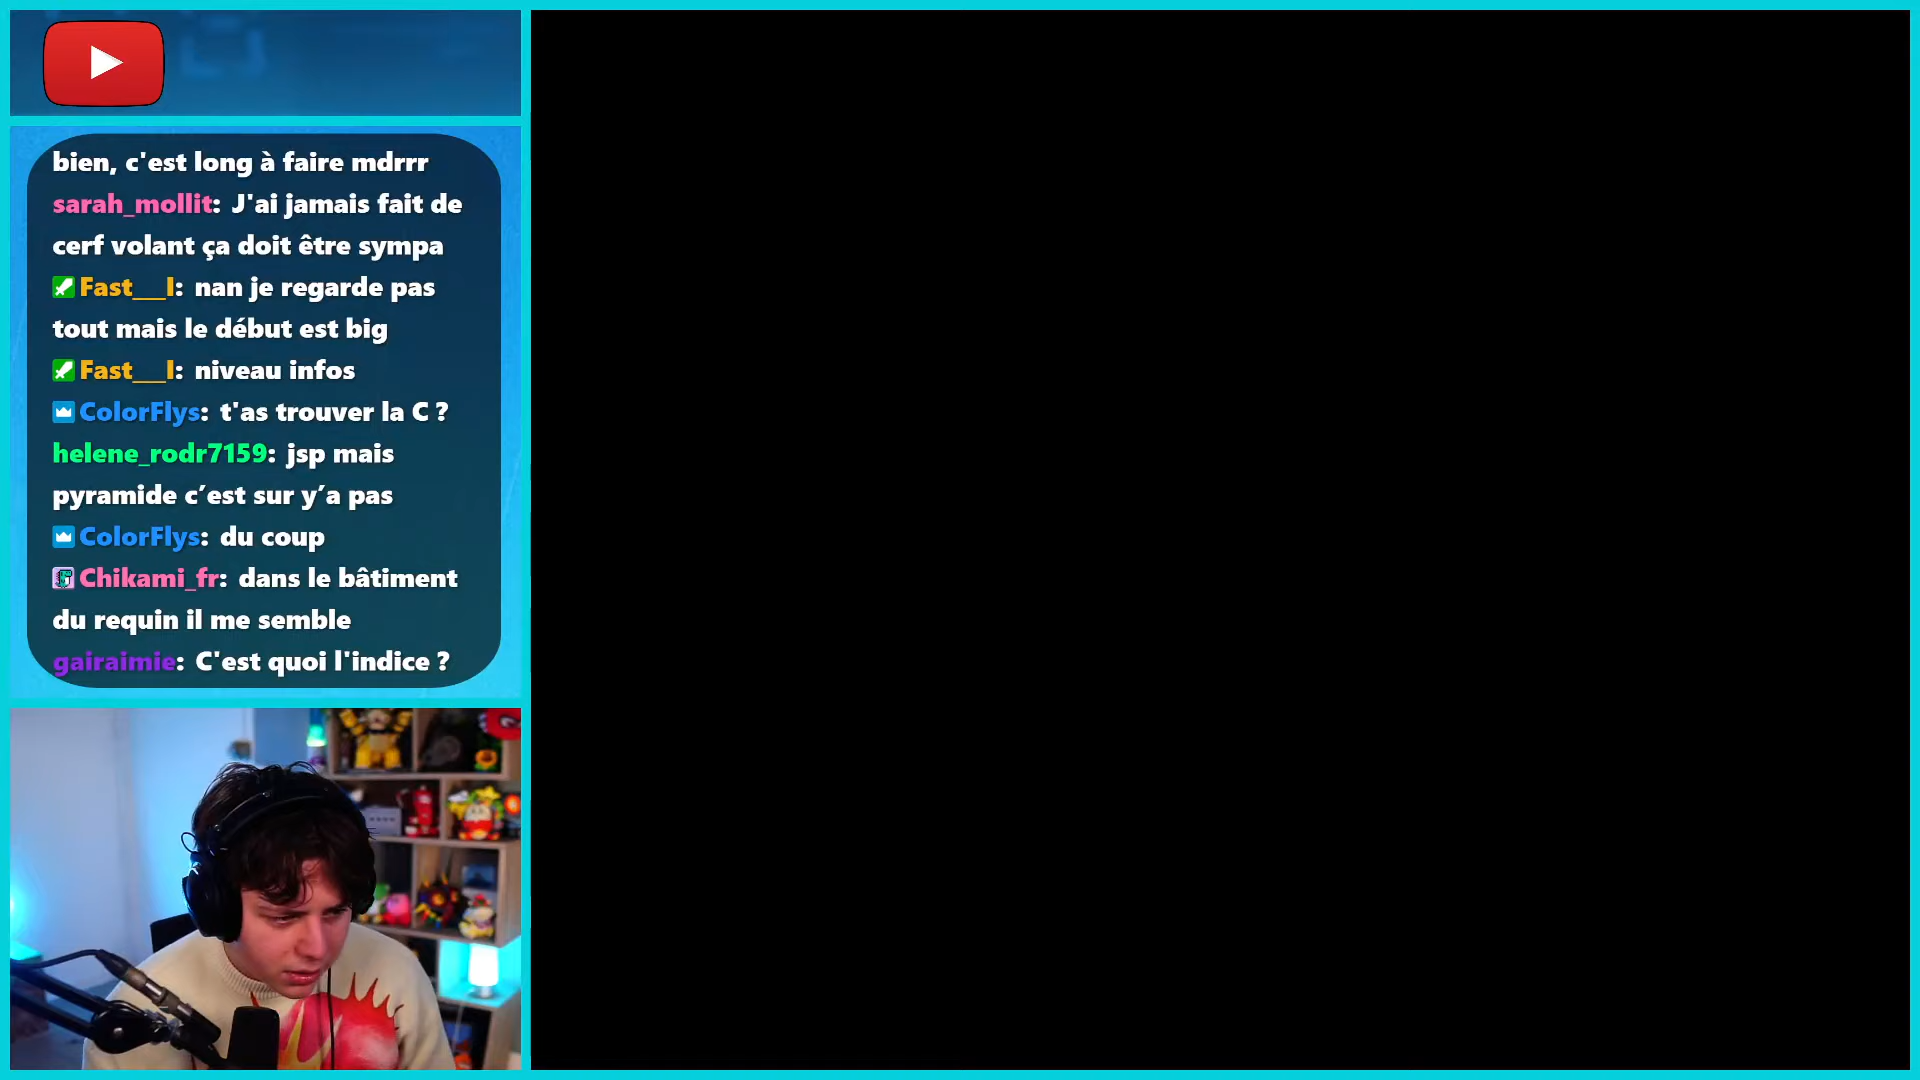 bien, c'est long à faire mdrrr
sarah_mollit: J'ai jamais fait de
cerf volant ça doit être sympa
Fast__I: nan je regarde pas
tout mais le début est big
Fast__I: niveau infos
ColorFlys: t'as trouver la C ?
helene_rodr7159: jsp mais
pyramide c’est sur y’a pas
ColorFlys: du coup
Chikami_fr: dans le bâtiment
du requin il me semble
gairaimie: C'est quoi l'indice ?